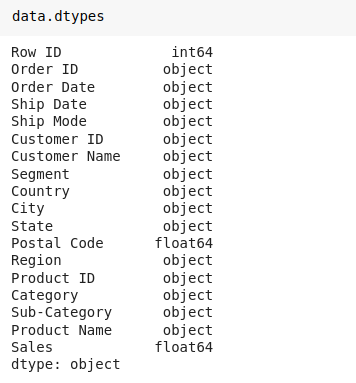 data.dtypes
Row ID int64
Order ID object
Order Date object
Ship Date object
Ship Mode object
Customer ID object
Customer Name object
Segment object
Country object
City object
State object
Postal Code float64
Region object
Product ID object
Category object
Sub-Category object
Product Name object
Sales float64
dtype: object